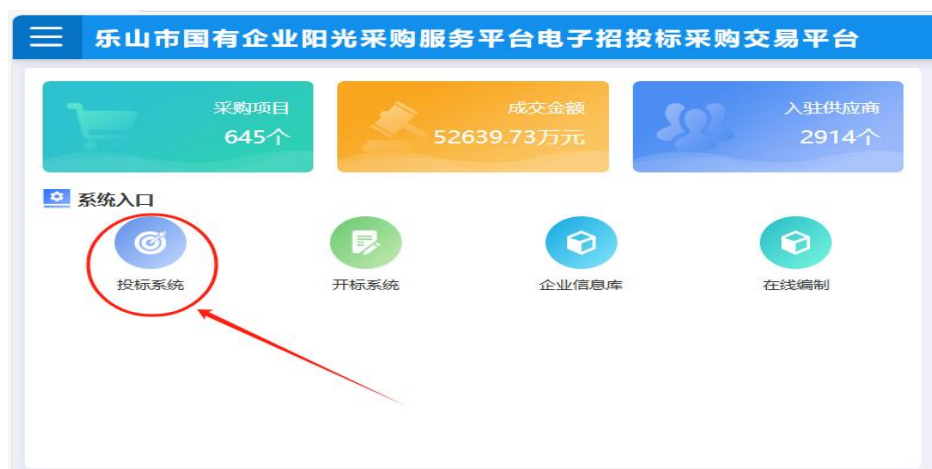 乐山市国有企业阳光采购服务平台电子招投标采购交易平台
采购项目
645个
成交金额
52639.73万元
入驻供应商
2914个
系统入口
投标系统
开标系统
企业信息库
在线编制